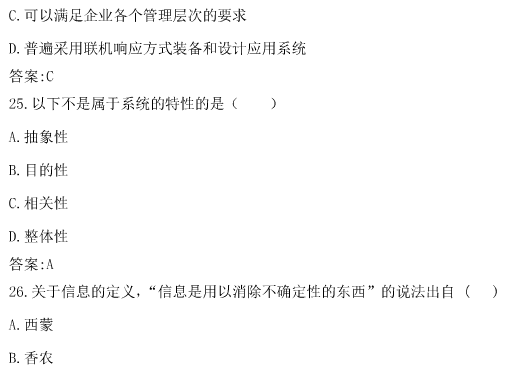 C.可以满足企业各个管理层次的要求
D.普遍采用联机响应方式装备和设计应用系统
答案:C
25.以下不是属于系统的特性的是（  ）
A.抽象性
B.目的性
C.相关性
D.整体性
答案:A
26.关于信息的定义，“信息是用以消除不确定性的东西”的说法出自 (  )
A.西蒙
B.香农